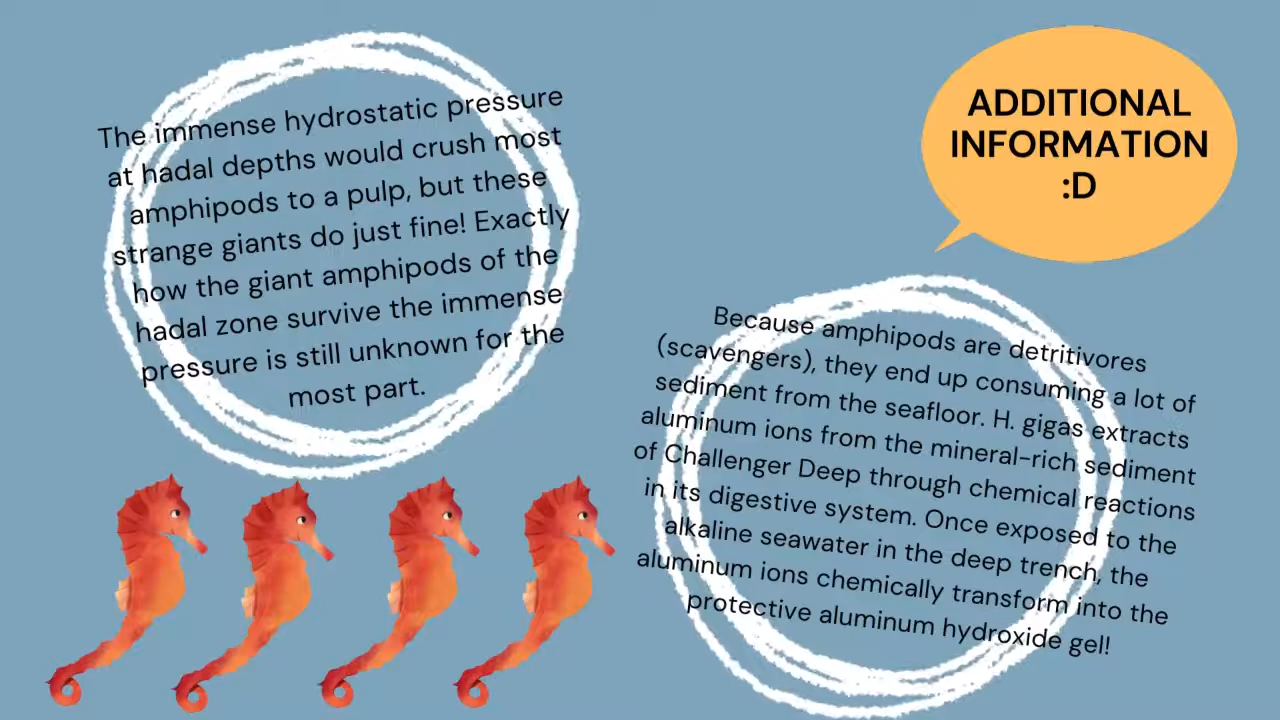 The immense hydrostatic pressure
at hadal depths would crush most
amphipods to a pulp, but these
strange giants do just fine! Exactly
how the giant amphipods of the
hadal zone survive the immense
pressure is still unknown for the
most part.
ADDITIONAL
INFORMATION
:D
Because amphipods are detritivores
(scavengers), they end up consuming a lot of
sediment from the seafloor. H. gigas extracts
aluminum ions from the mineral-rich sediment
of Challenger Deep through chemical reactions
in its digestive system. Once exposed to the
alkaline seawater in the deep trench, the
aluminum ions chemically transform into the
protective aluminum hydroxide gel!